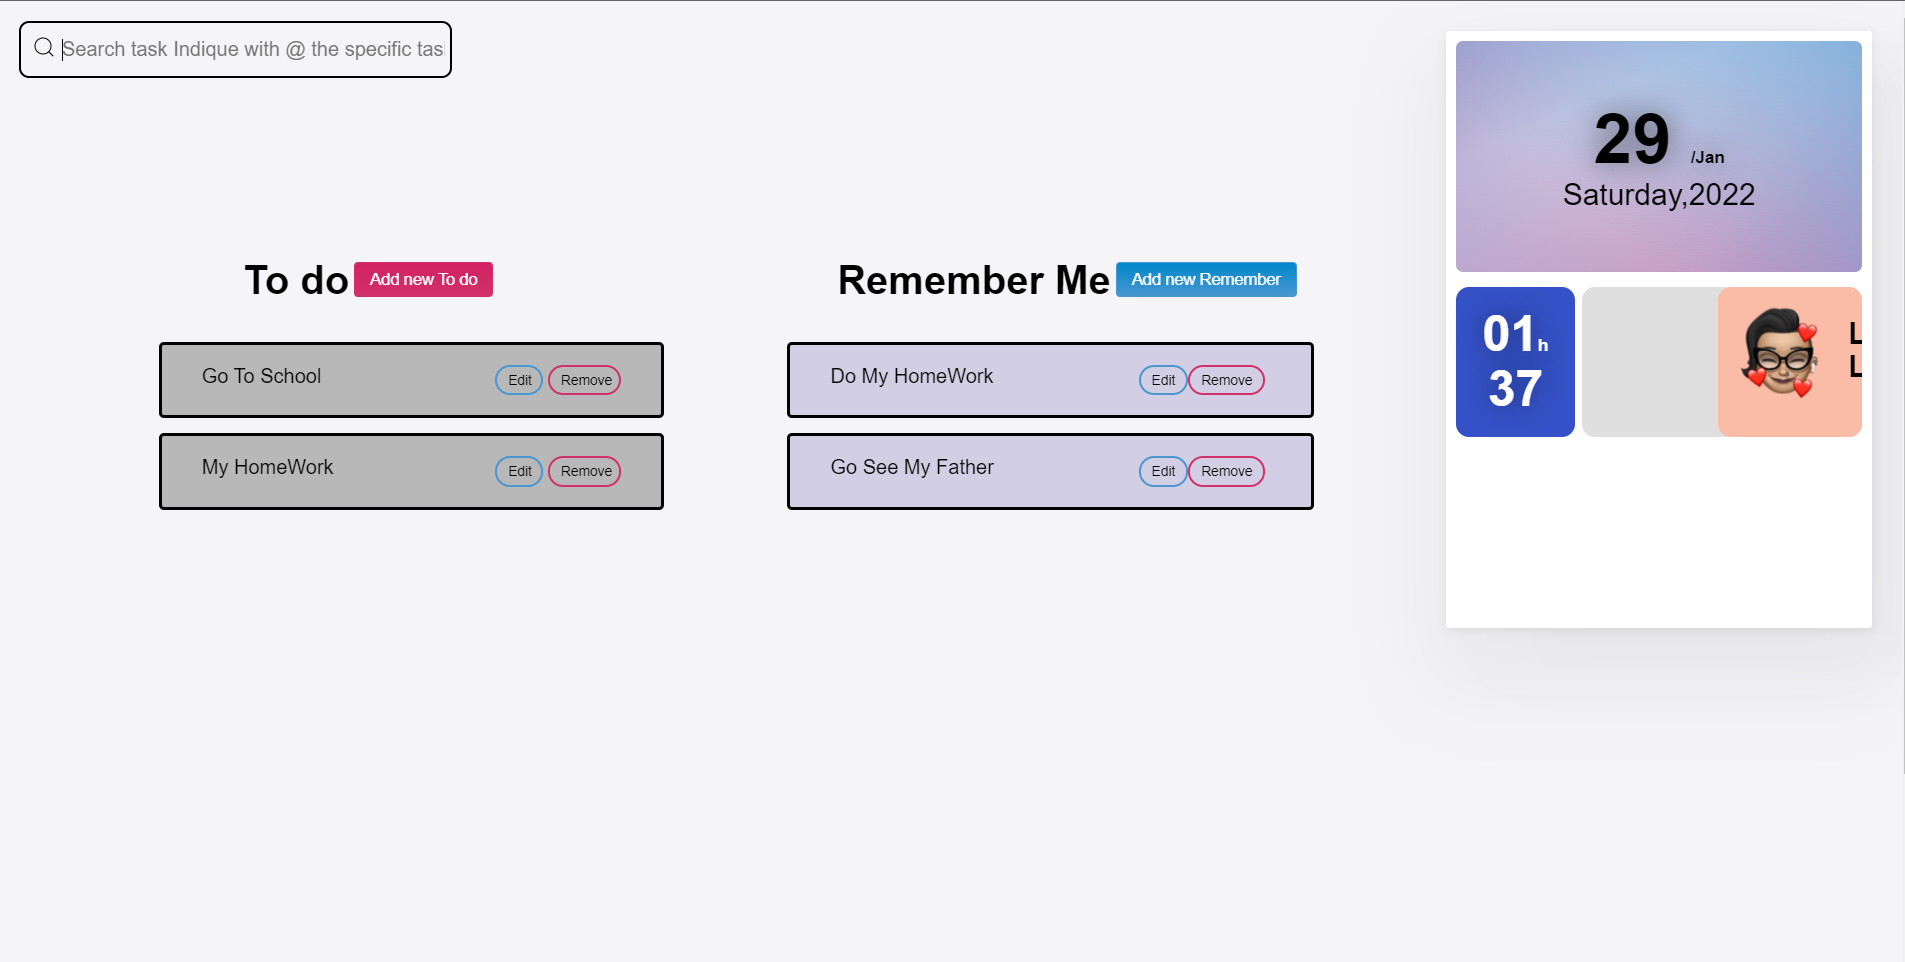 Search task Indique with @ the specific tas
29 /Jan
Saturday,2022
To do Add new To do
Go To School Edit Remove
My HomeWork Edit Remove
Remember Me Add new Remember
Do My HomeWork Edit Remove
Go See My Father Edit Remove
01h
37
L
L